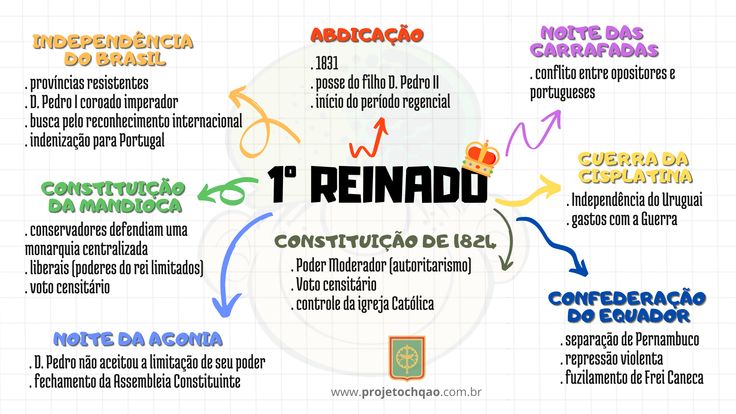 INDEPENDÊNCIA
DO BRASIL
. províncias resistentes
. D. Pedro I coroado imperador
. busca pelo reconhecimento internacional
. indenização para Portugal
ABDICAÇÃO
. 1831
. posse do filho D. Pedro II
. início do período regencial
NOITE DAS
GARRAFADAS
. conflito entre opositores e
portugueses
1º REINADO
CONSTITUIÇÃO
DA MANDIOCA
. conservadores defendiam uma
monarquia centralizada
. liberais (poderes do rei limitados)
. voto censitário
CONSTITUIÇÃO DE 1824
. Poder Moderador (autoritarismo)
. Voto censitário
. controle da igreja Católica
GUERRA DA
CISPLATINA
. Independência do Uruguai
. gastos com a Guerra
NOITE DA AGONIA
. D. Pedro não aceitou a limitação de seu poder
. fechamento da Assembleia Constituinte
CONFEDERAÇÃO
DO EQUADOR
. separação de Pernambuco
. repressão violenta
. fuzilamento de Frei Caneca
www.projetochqao.com.br